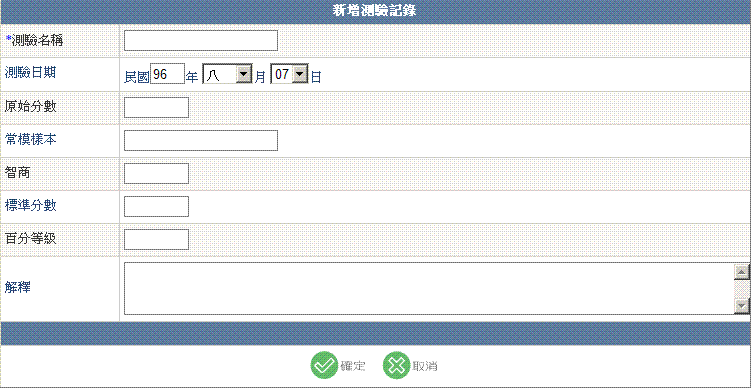 新增測驗記錄
*測驗名稱
測驗日期 民國 96 年 八 月 07 日
原始分數
常模樣本
智商
標準分數
百分等級
解釋
確定 取消